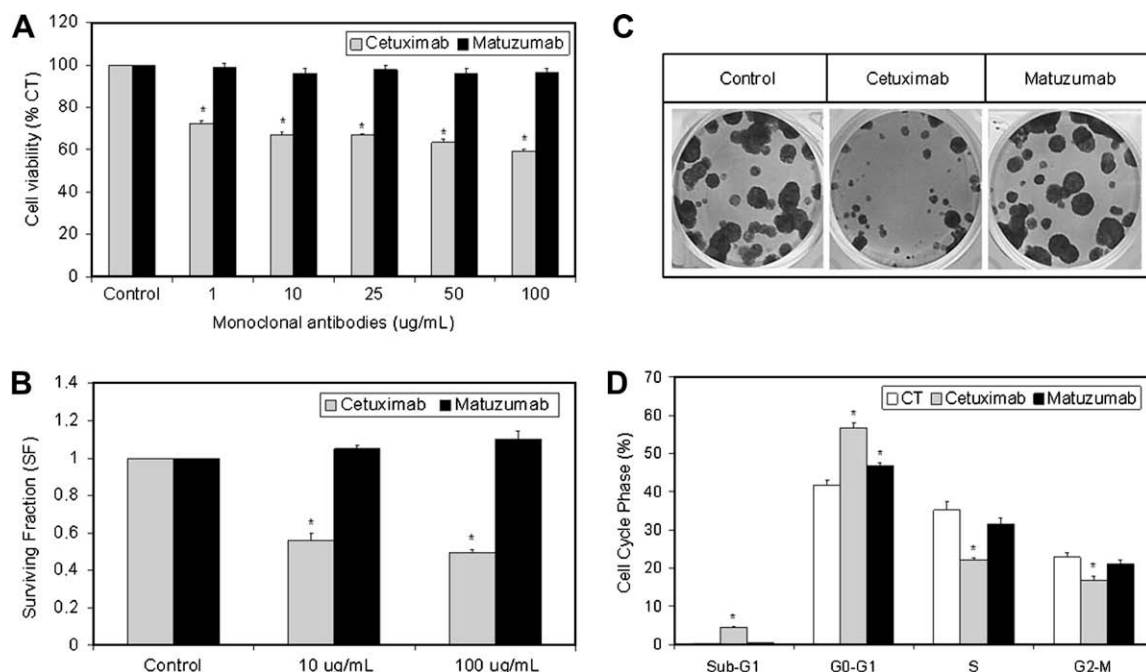 A
120
100
80
60
40
20
0
Cell viability (% CT)
Cetuximab Matuzumab
* * * * *
Control 1 10 25 50 100
Monoclonal antibodies (ug/mL)
B
1.4
1.2
1
0.8
0.6
0.4
0.2
0
Surviving Fraction (SF)
Cetuximab Matuzumab
* *
Control 10 ug/mL 100 ug/mL
C
Control Cetuximab Matuzumab
D
70
60
50
40
30
20
10
0
Cell Cycle Phase (%)
CT Cetuximab Matuzumab
* * * * *
Sub-G1 G0-G1 S G2-M